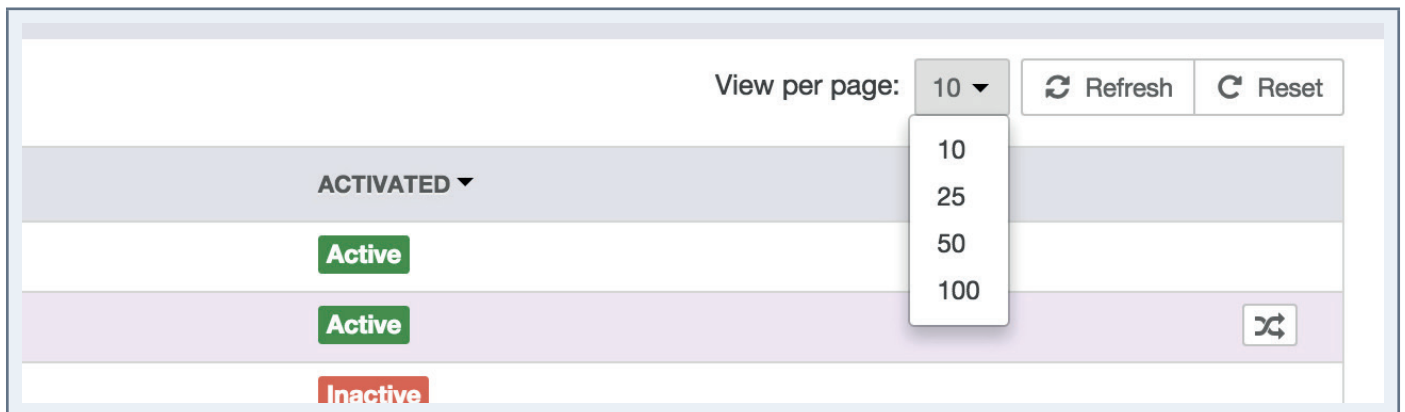 View per page: 10 Refresh Reset
10
25
50
100
ACTIVATED
Active
Active
Inactive